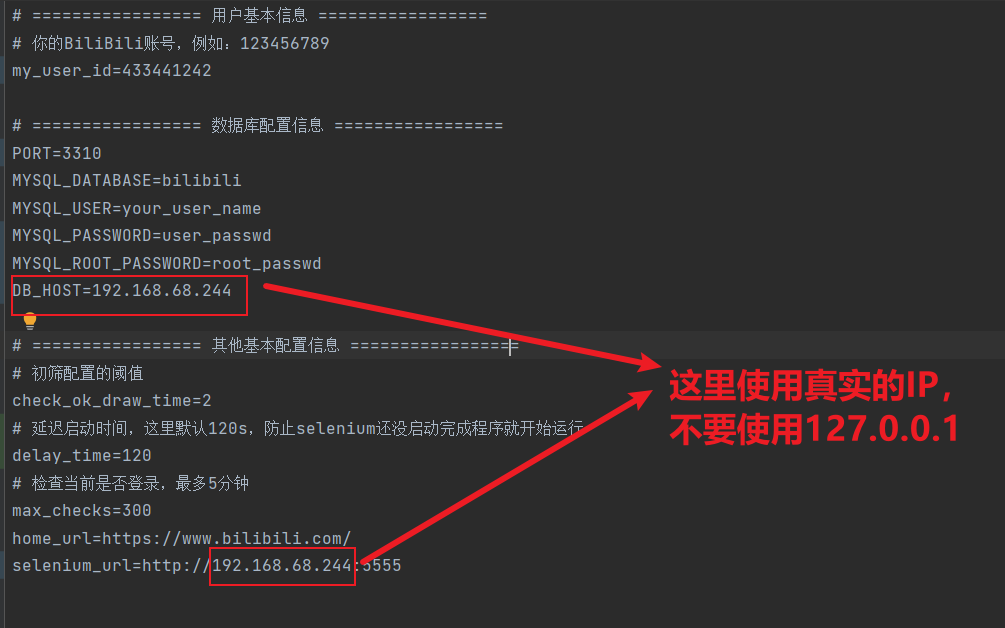 # ================= 用户基本信息 =================
# 你的BiliBili账号，例如：123456789
my_user_id=433441242
# ================= 数据库配置信息 =================
PORT=3310
MYSQL_DATABASE=bilibili
MYSQL_USER=your_user_name
MYSQL_PASSWORD=user_passwd
MYSQL_ROOT_PASSWORD=root_passwd
DB_HOST=192.168.68.244
# ================= 其他基本配置信息 =================
# 初筛配置的阈值
check_ok_draw_time=2
# 延迟启动时间，这里默认120s，防止selenium还没启动完成程序就开始运行
delay_time=120
# 检查当前是否登录，最多5分钟
max_checks=300
home_url=https://www.bilibili.com/
selenium_url=http://192.168.68.244:5555
这里使用真实的IP，
不要使用127.0.0.1